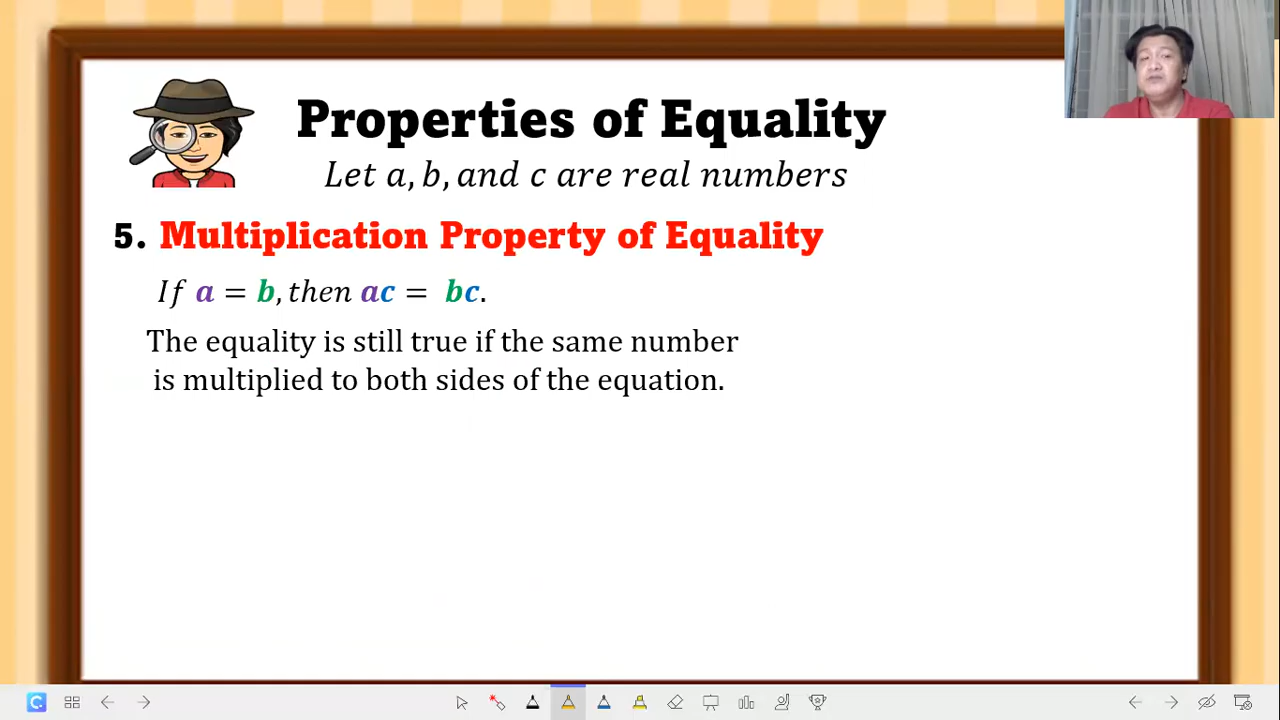 Properties of Equality
Let a, b, and c are real numbers
5. Multiplication Property of Equality
If a = b, then ac = bc.
The equality is still true if the same number
is multiplied to both sides of the equation.